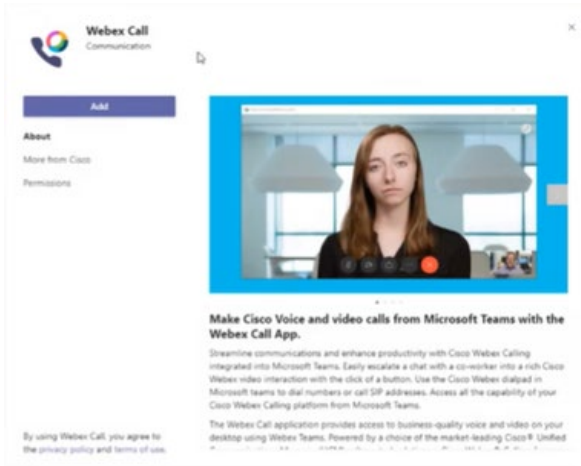 Webex Call
Communication
Add
About
More from Cisco
Permissions
Make Cisco Voice and video calls from Microsoft Teams with the
Webex Call App.
Streamline communications and enhance productivity with Cisco Webex Calling
integrated into Microsoft Teams. Easily escalate a chat with a co-worker into a rich Cisco
Webex video interaction with the click of a button. Use the Cisco Webex dialpad in
Microsoft teams to dial numbers or call SIP addresses. Access all the capability of your
Cisco Webex Calling platform from Microsoft Teams.
The Webex Call application provides access to business-quality voice and video on your
desktop using Webex Teams. Powered by a choice of the market-leading Cisco® Unified
By using Webex Call, you agree to
the privacy policy and terms of use.